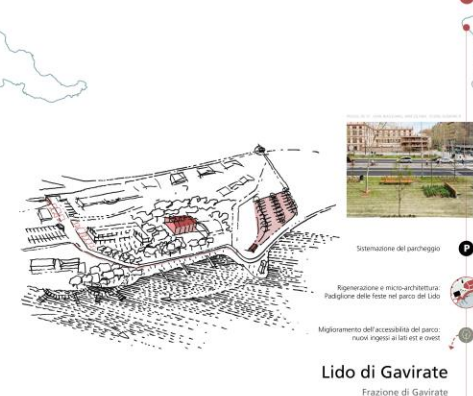 Sistemazione del parcheggio
P
Rigenerazione e micro-architettura:
Padiglione delle feste nel parco del Lido
Miglioramento dell'accessibilità del parco:
nuovi ingessi ai lati est e ovest
Lido di Gavirate
Frazione di Gavirate